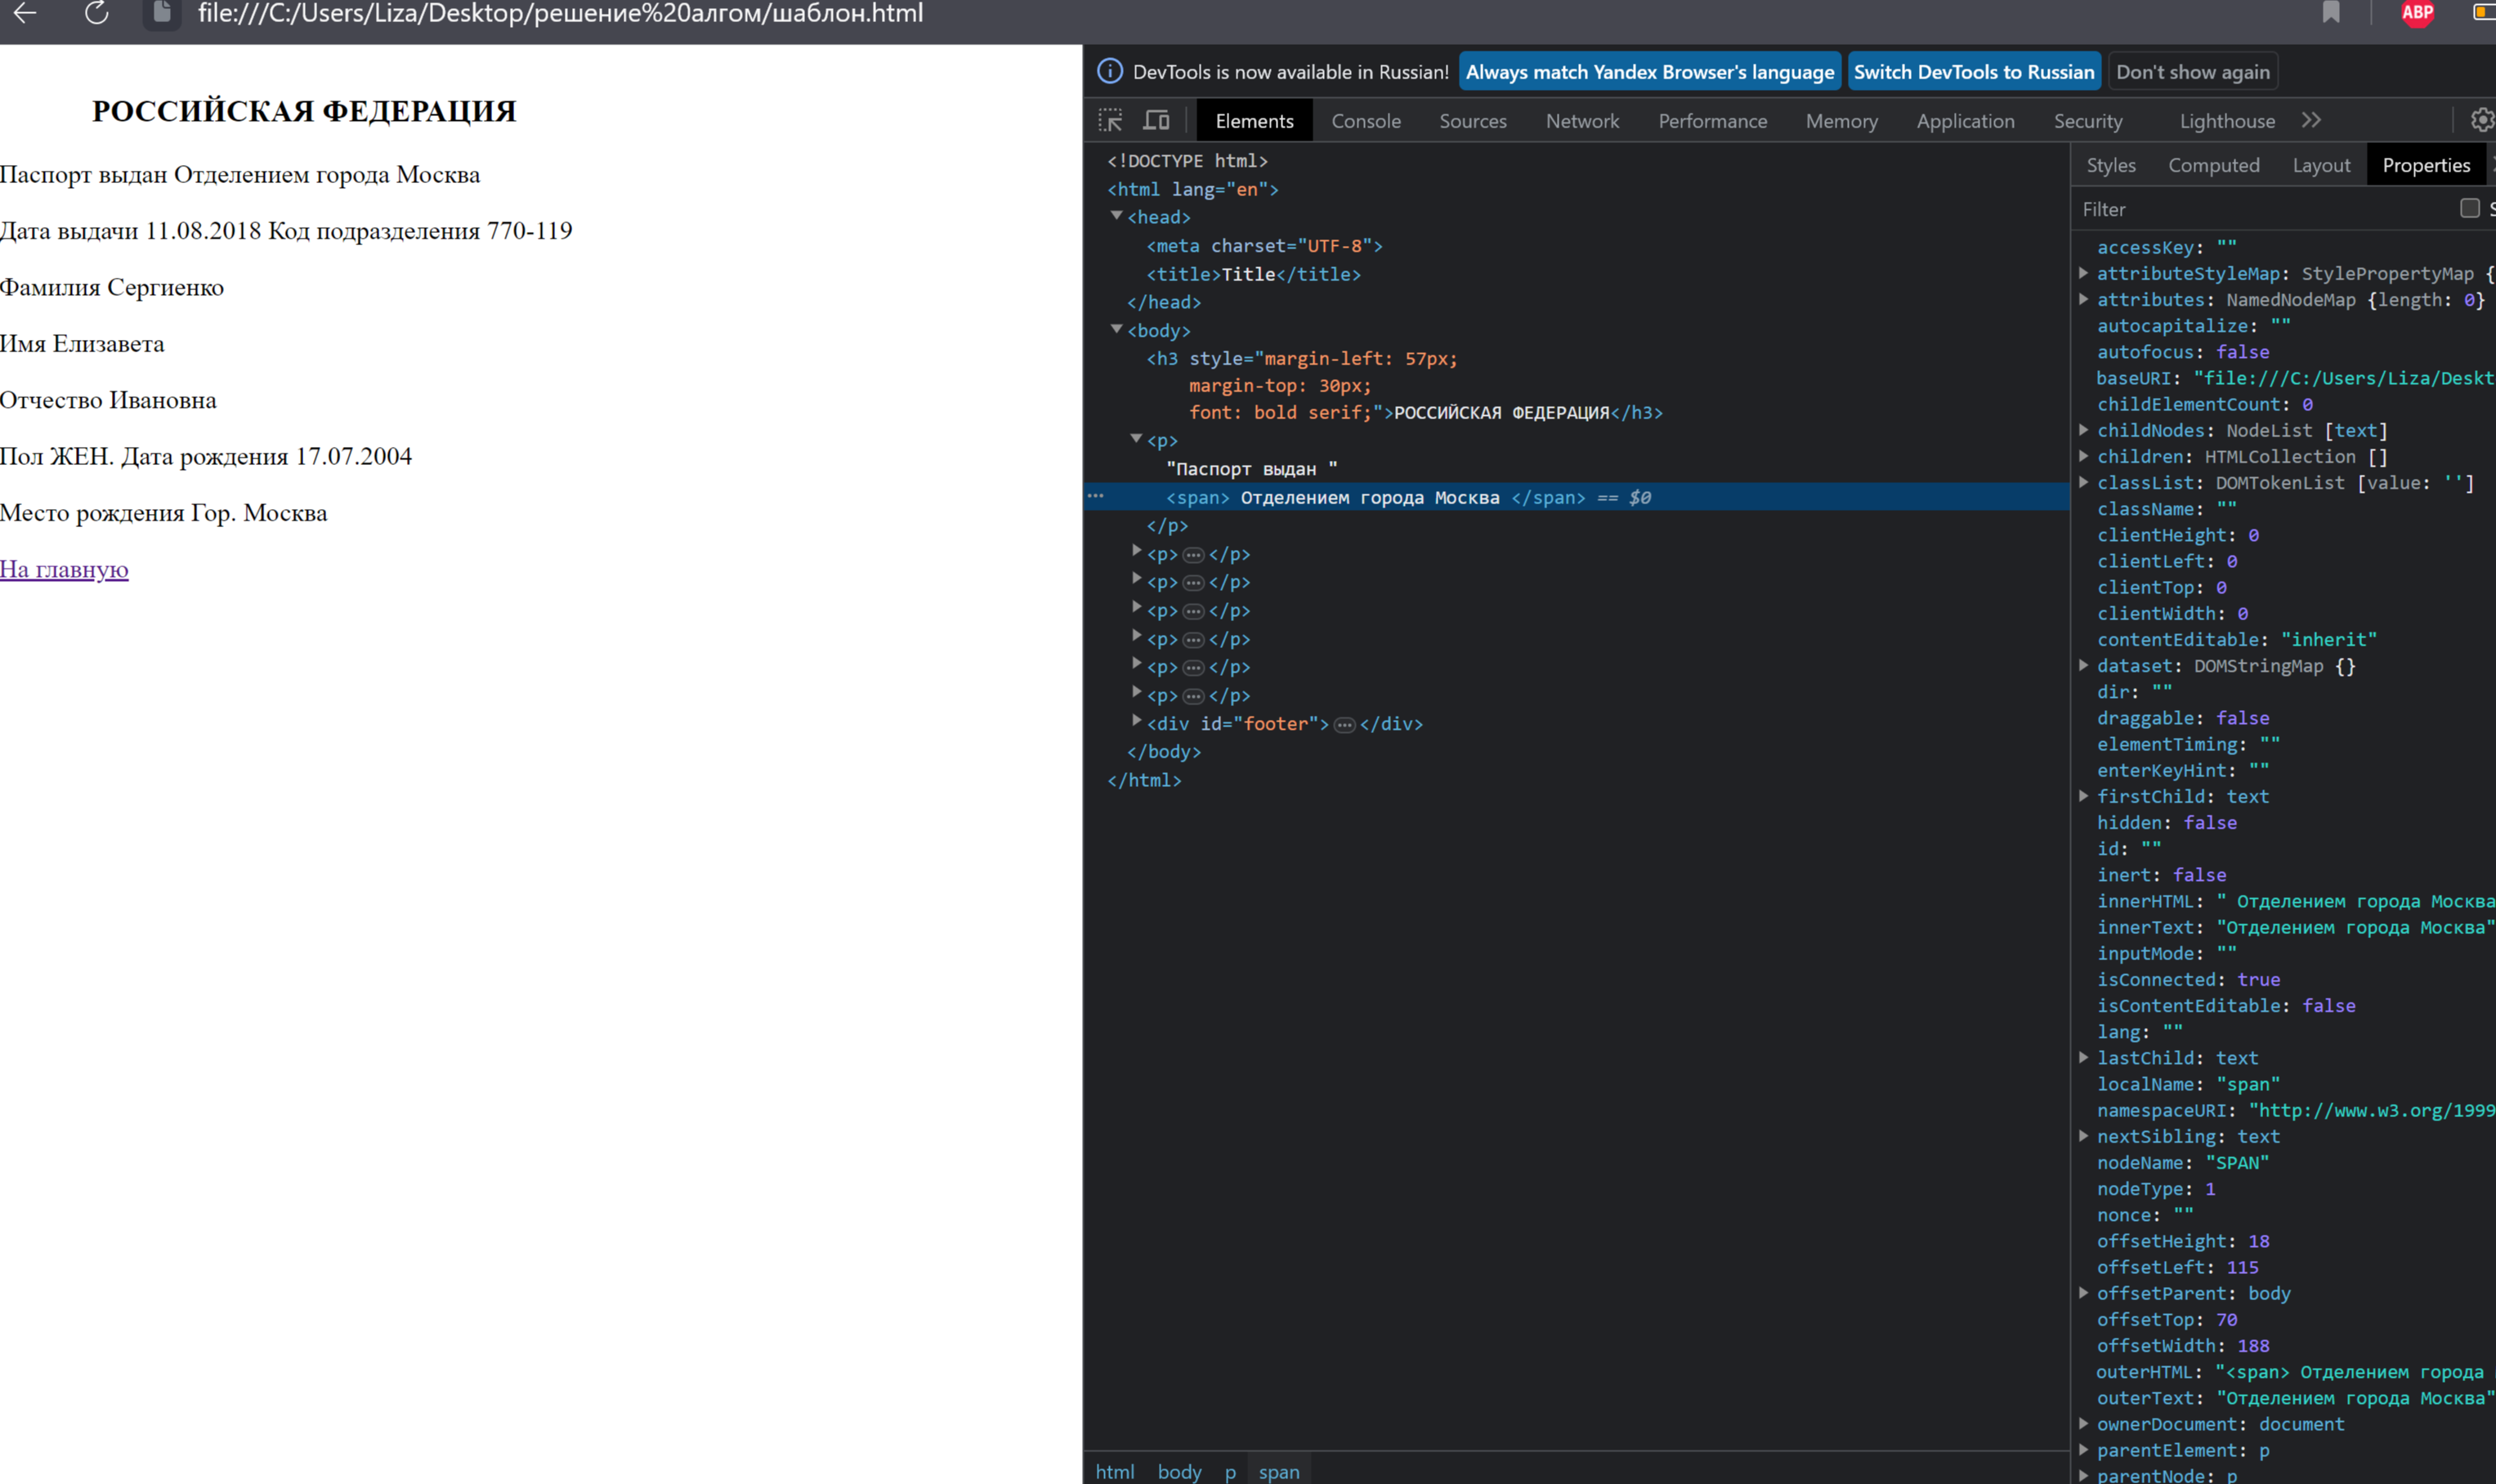 file:///C:/Users/Liza/Desktop/решение%20алгом/шаблон.html
ABP
РОССИЙСКАЯ ФЕДЕРАЦИЯ
Паспорт выдан Отделением города Москва
Дата выдачи 11.08.2018 Код подразделения 770-119
Фамилия Сергиенко
Имя Елизавета
Отчество Ивановна
Пол ЖЕН. Дата рождения 17.07.2004
Место рождения Гор. Москва
На главную
DevTools is now available in Russian! Always match Yandex Browser's language Switch DevTools to Russian Don't show again
Elements Console Sources Network Performance Memory Application Security Lighthouse
<!DOCTYPE html>
<html lang="en">
<head>
<meta charset="UTF-8">
<title>Title</title>
</head>
<body>
<h3 style="margin-left: 57px;
margin-top: 30px;
font: bold serif;">РОССИЙСКАЯ ФЕДЕРАЦИЯ</h3>
<p>
"Паспорт выдан "
<span> Отделением города Москва </span> == $0
</p>
<p>…</p>
<p>…</p>
<p>…</p>
<p>…</p>
<p>…</p>
<p>…</p>
<div id="footer">…</div>
</body>
</html>
html body p span
Styles Computed Layout Properties
Filter
accessKey: ""
attributeStyleMap: StylePropertyMap {
attributes: NamedNodeMap {length: 0}
autocapitalize: ""
autofocus: false
baseURI: "file:///C:/Users/Liza/Deskt
childElementCount: 0
childNodes: NodeList [text]
children: HTMLCollection []
classList: DOMTokenList [value: '']
className: ""
clientHeight: 0
clientLeft: 0
clientTop: 0
clientWidth: 0
contentEditable: "inherit"
dataset: DOMStringMap {}
dir: ""
draggable: false
elementTiming: ""
enterKeyHint: ""
firstChild: text
hidden: false
id: ""
inert: false
innerHTML: " Отделением города Москва
innerText: "Отделением города Москва"
inputMode: ""
isConnected: true
isContentEditable: false
lang: ""
lastChild: text
localName: "span"
namespaceURI: "http://www.w3.org/1999
nextSibling: text
nodeName: "SPAN"
nodeType: 1
nonce: ""
offsetHeight: 18
offsetLeft: 115
offsetParent: body
offsetTop: 70
offsetWidth: 188
outerHTML: "<span> Отделением города
outerText: "Отделением города Москва"
ownerDocument: document
parentElement: p
parentNode: p